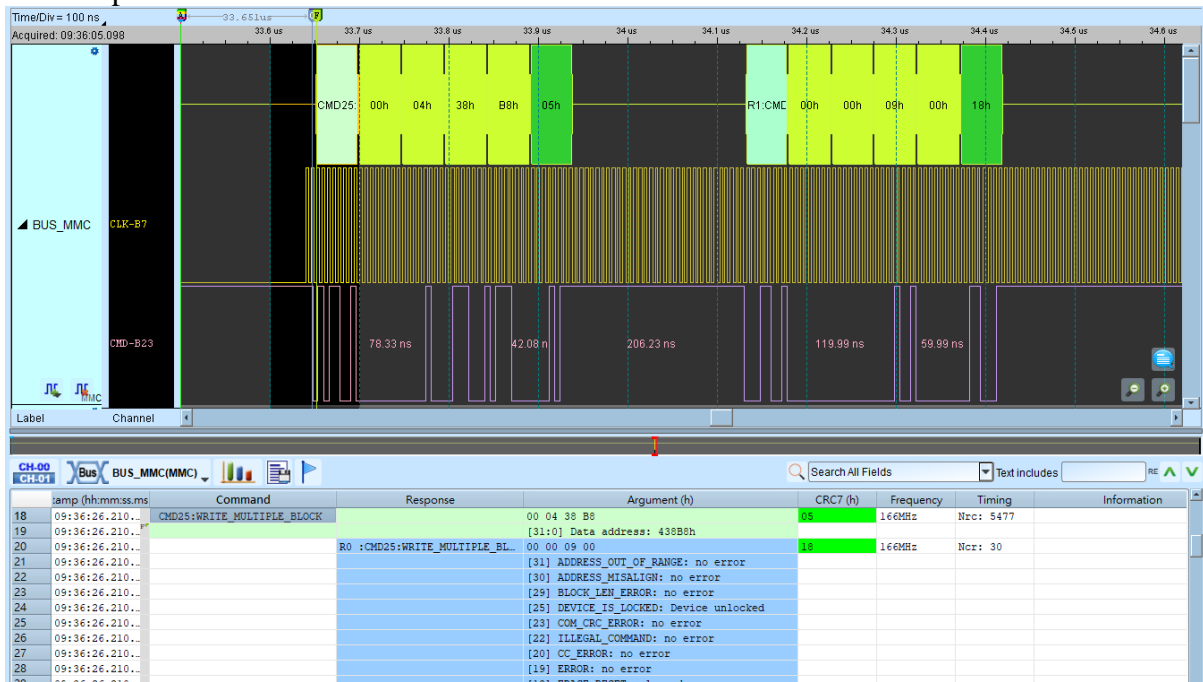 Time/Div = 100 ns
33.651us
F
Acquired: 09:36:05.098
33.6 us 33.7 us 33.8 us 33.9 us 34 us 34.1 us 34.2 us 34.3 us 34.4 us 34.5 us 34.6 us
CMD25: 00h 04h 38h B8h 05h R1:CME 00h 00h 09h 00h 18h
BUS_MMC CLK-B7
CMD-B23 78.33 ns 42.08 n 206.23 ns 119.99 ns 59.99 ns
MMC
Label Channel
CH-00
CH-01 Bus BUS_MMC(MMC) Search All Fields Text includes RE
:amp (hh:mm:ss.ms Command Response Argument (h) CRC7 (h) Frequency Timing Information
18 09:36:26.210... CMD25:WRITE_MULTIPLE_BLOCK 00 04 38 B8 05 166MHz Nrc: 5477
19 09:36:26.210... [31:0] Data address: 438B8h
20 09:36:26.210... R0 :CMD25:WRITE_MULTIPLE_BL... 00 00 09 00 18 166MHz Ncr: 30
21 09:36:26.210... [31] ADDRESS_OUT_OF_RANGE: no error
22 09:36:26.210... [30] ADDRESS_MISALIGN: no error
23 09:36:26.210... [29] BLOCK_LEN_ERROR: no error
24 09:36:26.210... [25] DEVICE_IS_LOCKED: Device unlocked
25 09:36:26.210... [23] COM_CRC_ERROR: no error
26 09:36:26.210... [22] ILLEGAL_COMMAND: no error
27 09:36:26.210... [20] CC_ERROR: no error
28 09:36:26.210... [19] ERROR: no error